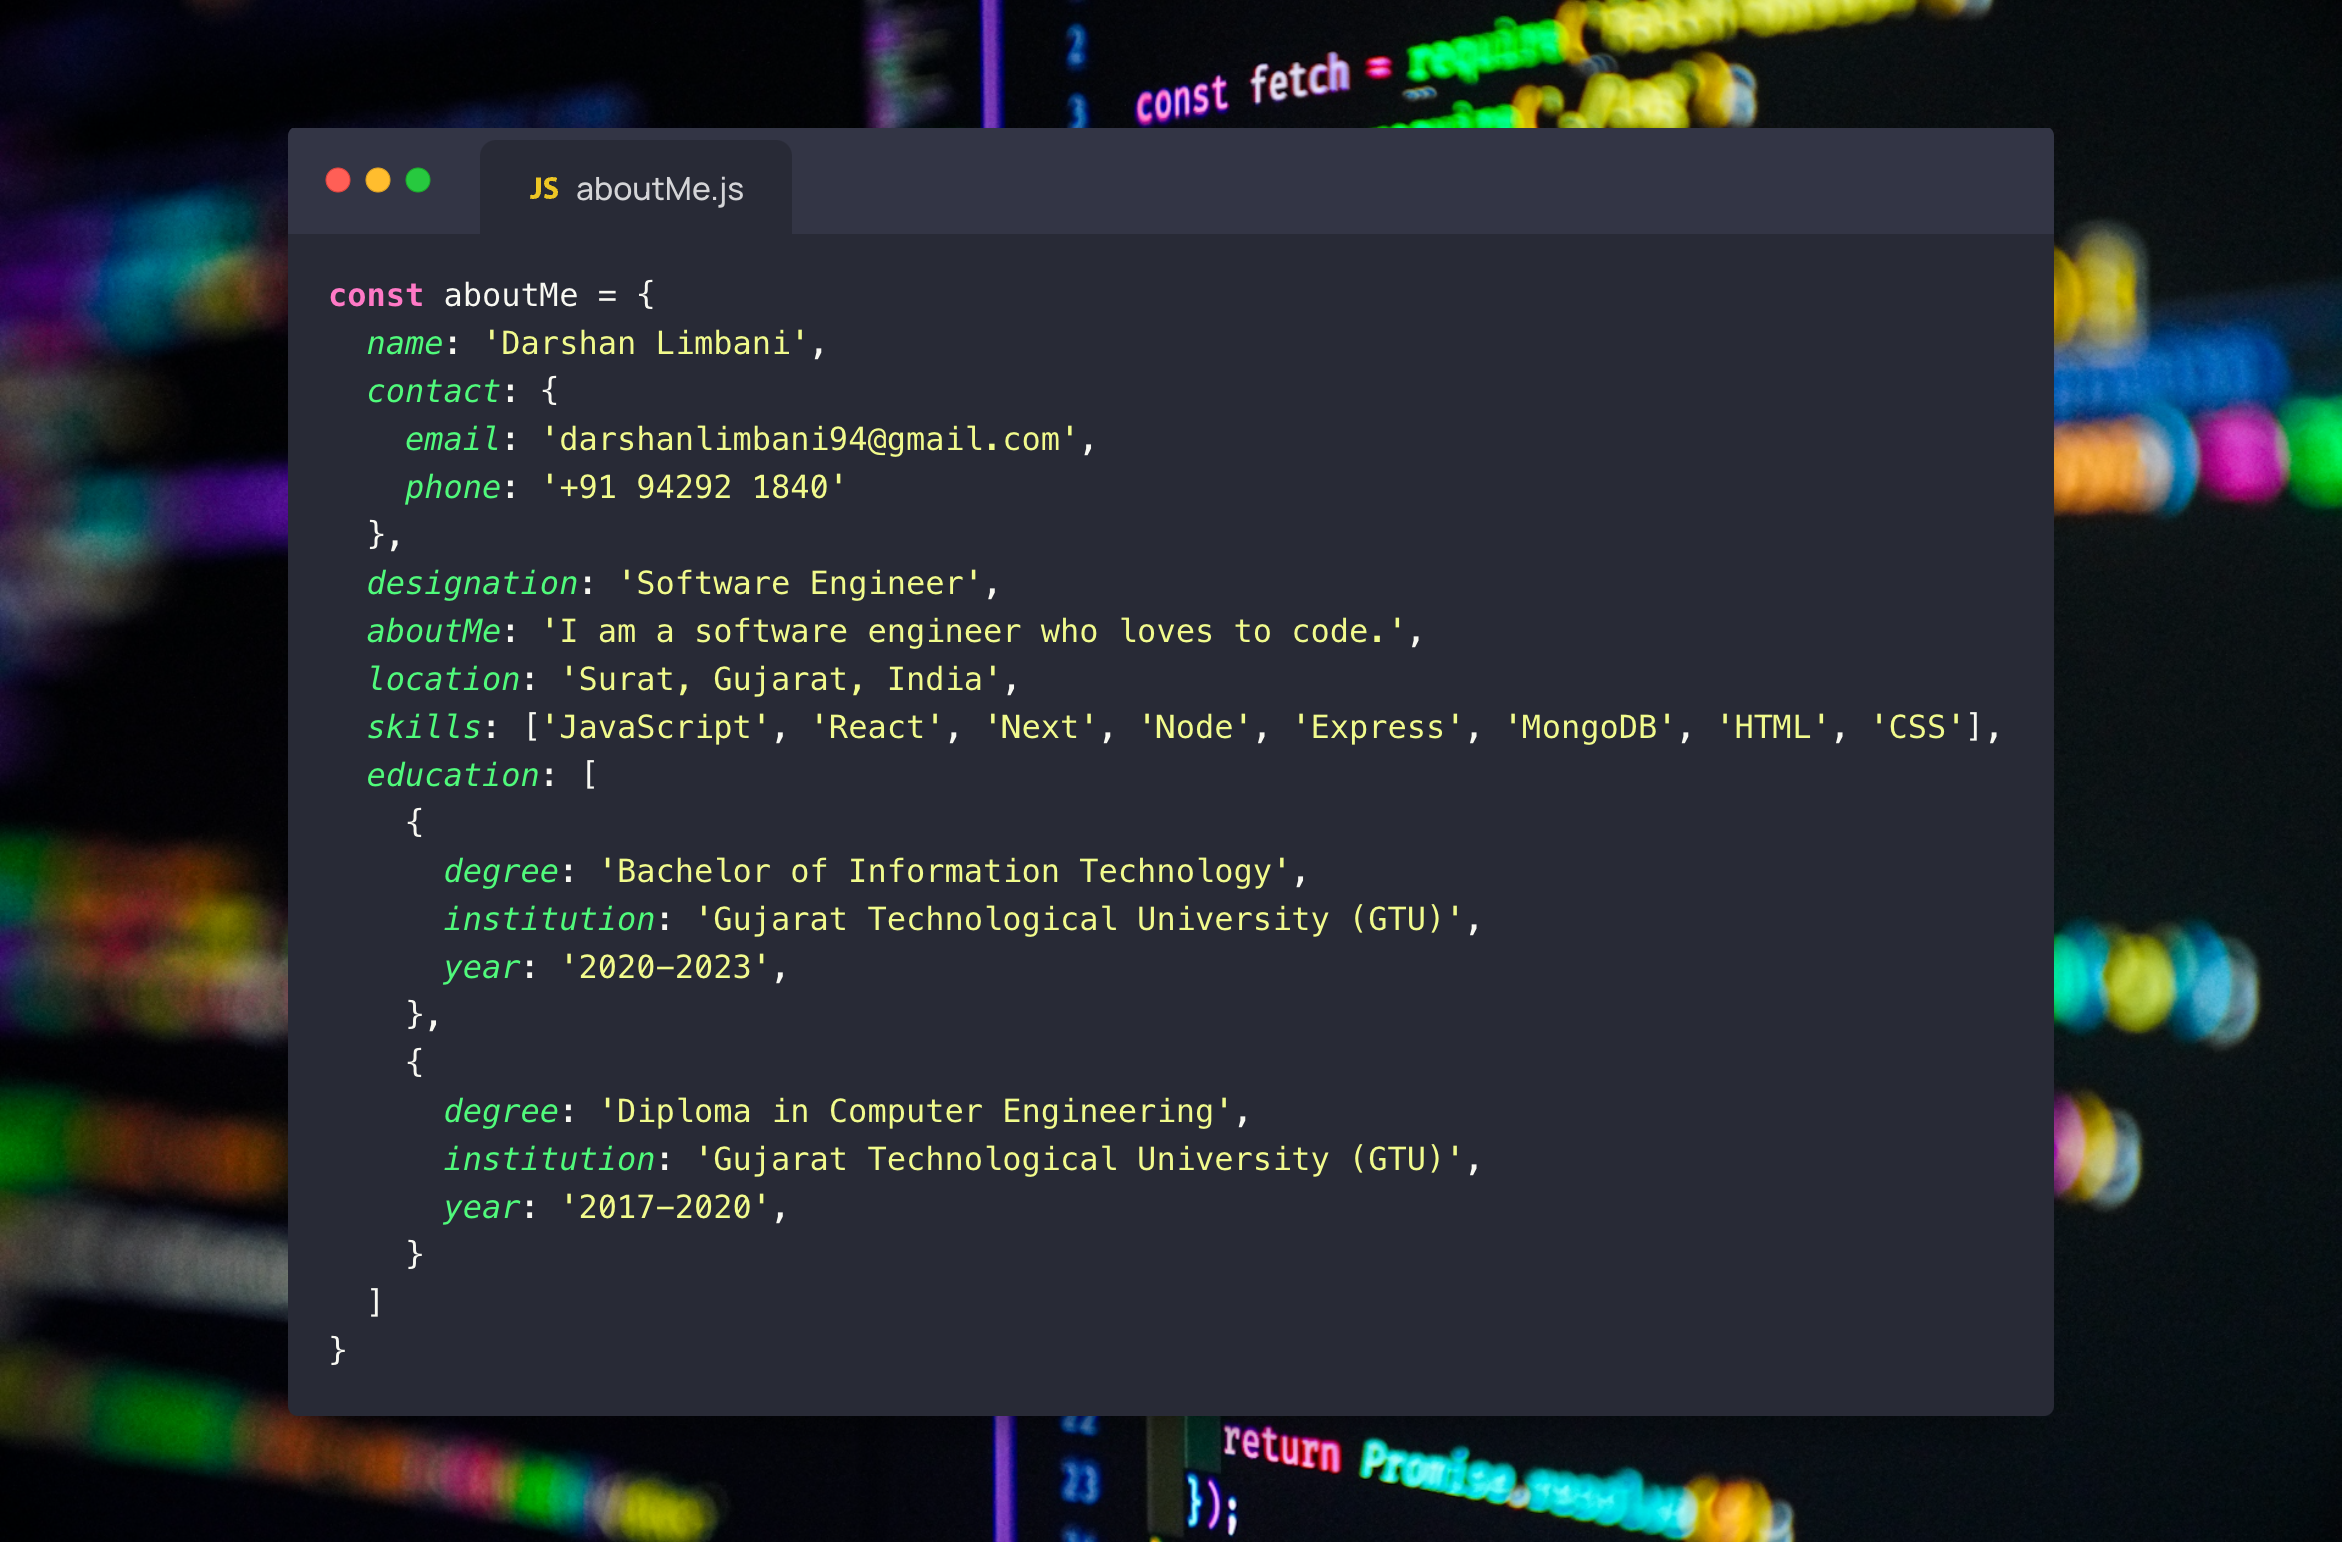 2
3
const fetch = require(
JS aboutMe.js
const aboutMe = {
  name: 'Darshan Limbani',
  contact: {
    email: 'darshanlimbani94@gmail.com',
    phone: '+91 94292 1840'
  },
  designation: 'Software Engineer',
  aboutMe: 'I am a software engineer who loves to code.',
  location: 'Surat, Gujarat, India',
  skills: ['JavaScript', 'React', 'Next', 'Node', 'Express', 'MongoDB', 'HTML', 'CSS'],
  education: [
    {
      degree: 'Bachelor of Information Technology',
      institution: 'Gujarat Technological University (GTU)',
      year: '2020-2023',
    },
    {
      degree: 'Diploma in Computer Engineering',
      institution: 'Gujarat Technological University (GTU)',
      year: '2017-2020',
    }
  ]
}
22
return Promise.
23
});